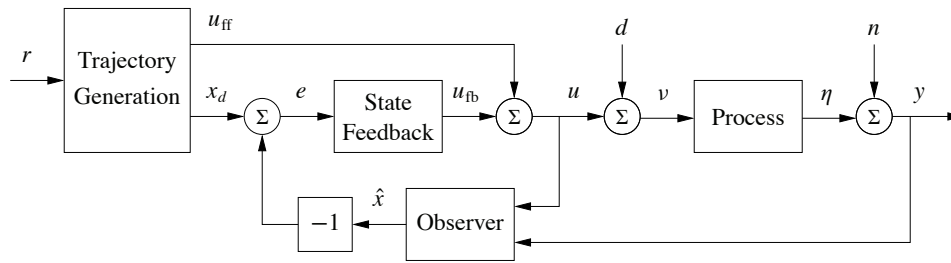 r
Trajectory
Generation
u_ff
x_d
Σ
e
State
Feedback
u_fb
Σ
u
d
Σ
ν
Process
η
n
Σ
y
−1
x̂
Observer